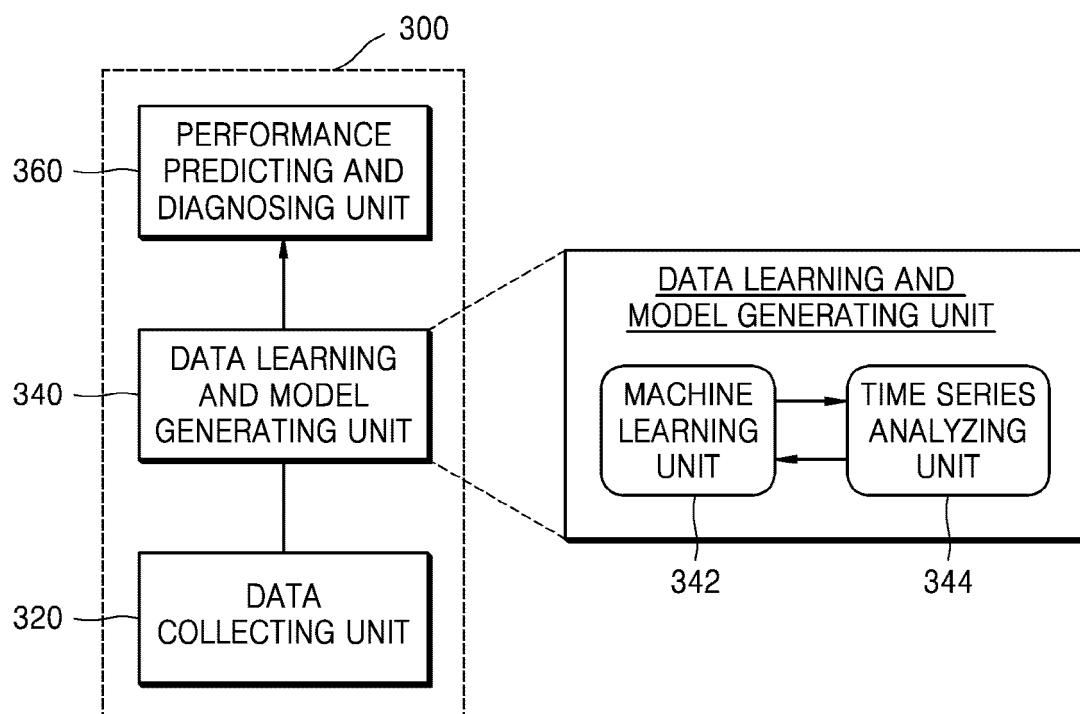 300
PERFORMANCE
PREDICTING AND
DIAGNOSING UNIT
360
DATA LEARNING
AND MODEL
GENERATING UNIT
340
DATA
COLLECTING UNIT
320
DATA LEARNING AND
MODEL GENERATING UNIT
MACHINE
LEARNING
UNIT
TIME SERIES
ANALYZING
UNIT
342
344